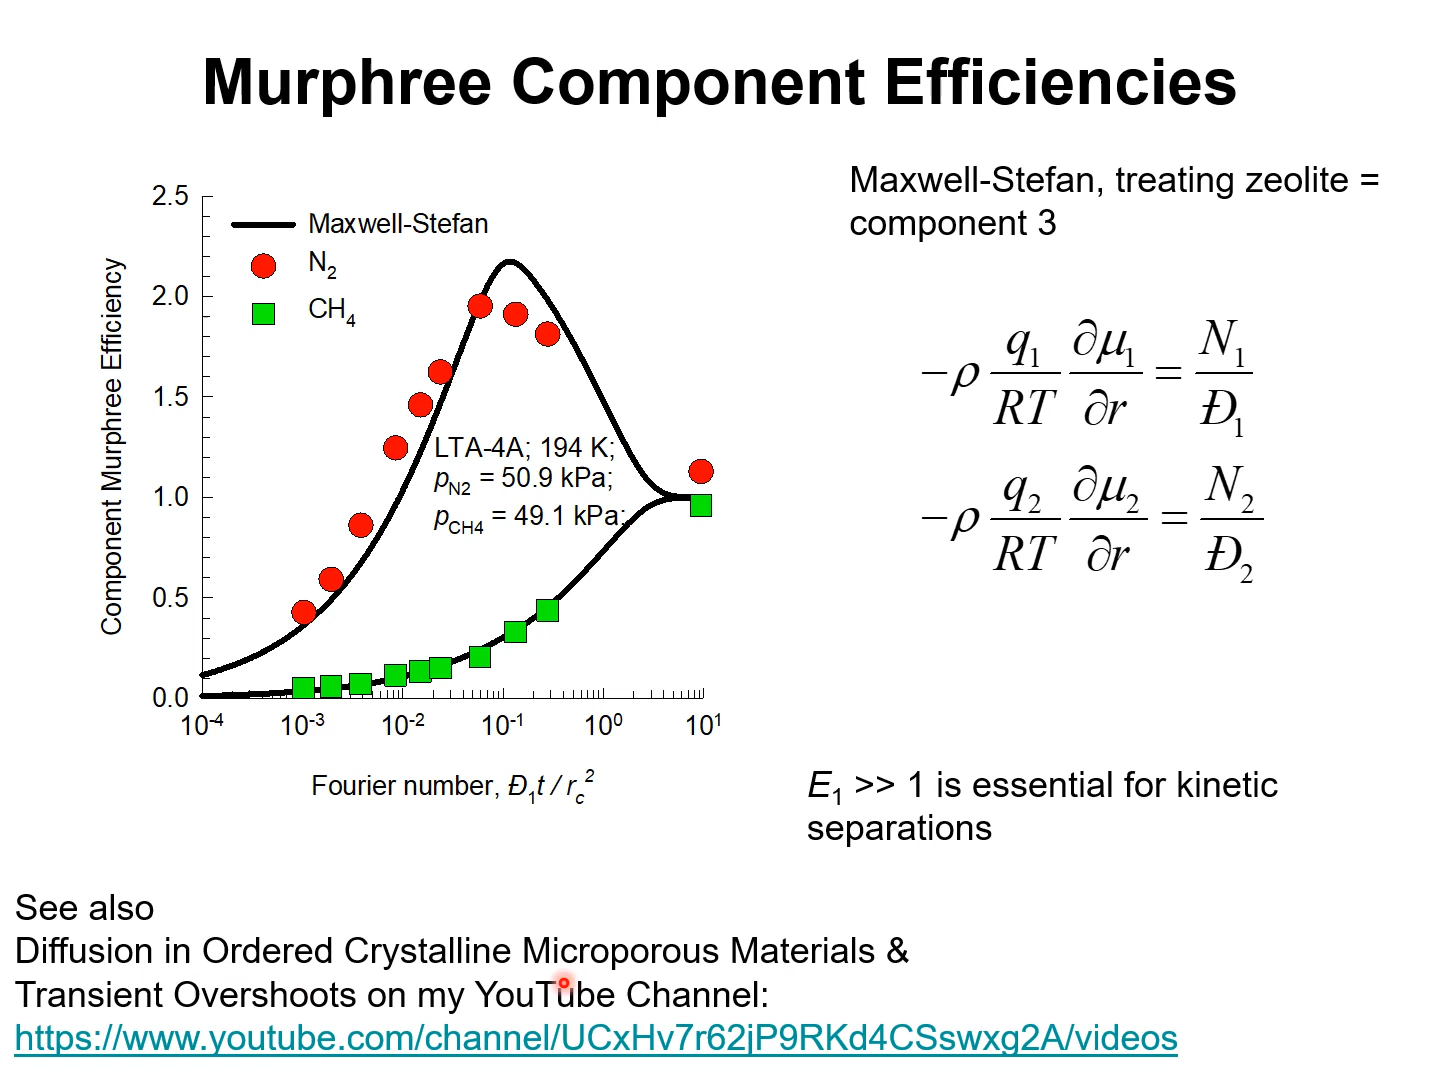 Murphree Component Efficiencies
Maxwell-Stefan, treating zeolite =
component 3
2.5
2.0
1.5
1.0
0.5
0.0
Component Murphree Efficiency
Maxwell-Stefan
N₂
CH₄
LTA-4A; 194 K;
p_N2 = 50.9 kPa;
p_CH4 = 49.1 kPa;
10⁻⁴ 10⁻³ 10⁻² 10⁻¹ 10⁰ 10¹
Fourier number, Đ₁t / r_c²
−ρ q₁/RT ∂μ₁/∂r = N₁/Đ₁
−ρ q₂/RT ∂μ₂/∂r = N₂/Đ₂
E₁ >> 1 is essential for kinetic
separations
See also
Diffusion in Ordered Crystalline Microporous Materials &
Transient Overshoots on my YouTube Channel:
https://www.youtube.com/channel/UCxHv7r62jP9RKd4CSswxg2A/videos